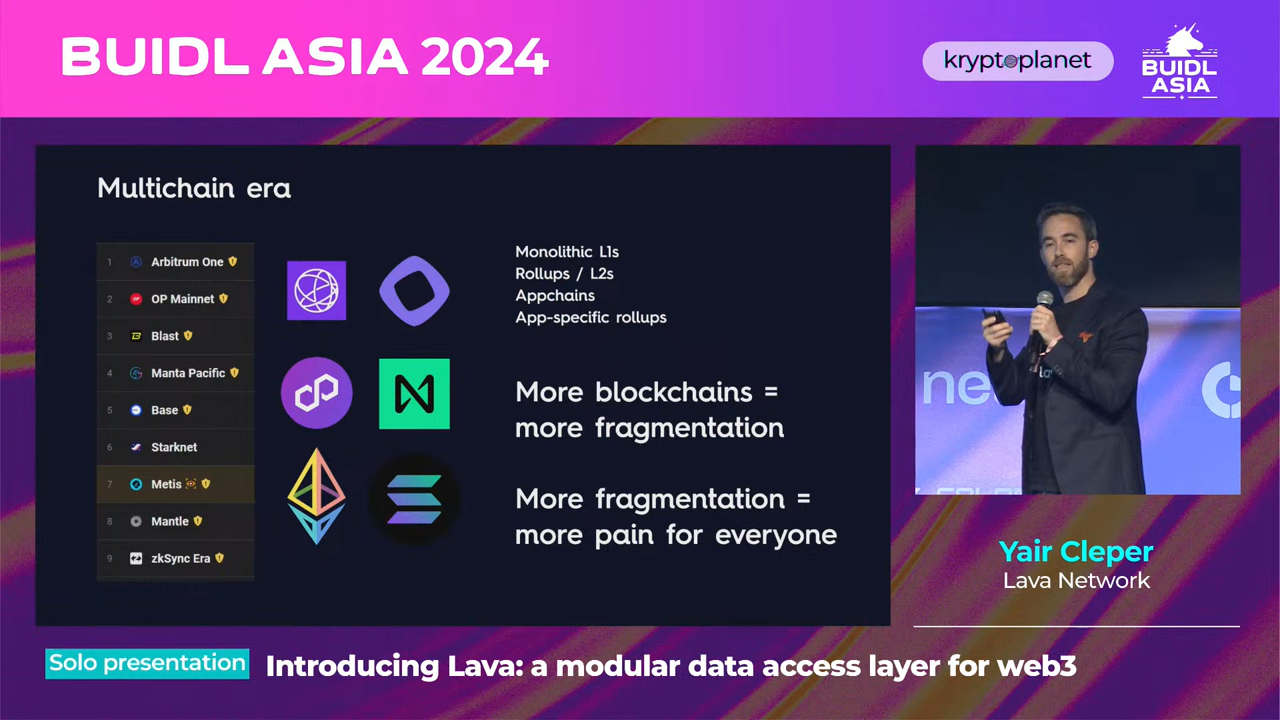 BUIDL ASIA 2024
kryptoplanet
BUIDL
ASIA
Multichain era
1 Arbitrum One
2 OP Mainnet
3 Blast
4 Manta Pacific
5 Base
6 Starknet
7 Metis
8 Mantle
9 zkSync Era
Monolithic L1s
Rollups / L2s
Appchains
App-specific rollups
More blockchains =
more fragmentation
More fragmentation =
more pain for everyone
Yair Cleper
Lava Network
Solo presentation
Introducing Lava: a modular data access layer for web3